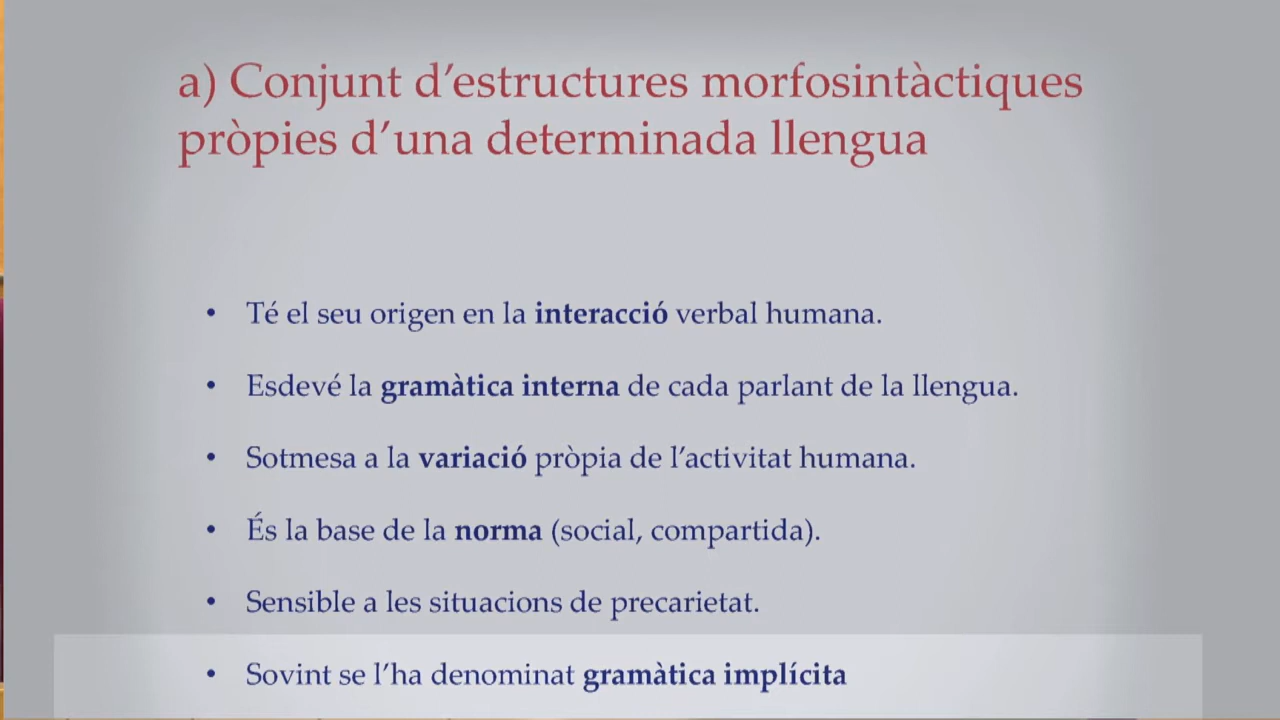 a) Conjunt d’estructures morfosintàctiques
pròpies d’una determinada llengua
• Té el seu origen en la interacció verbal humana.
• Esdevé la gramàtica interna de cada parlant de la llengua.
• Sotmesa a la variació pròpia de l’activitat humana.
• És la base de la norma (social, compartida).
• Sensible a les situacions de precarietat.
• Sovint se l’ha denominat gramàtica implícita